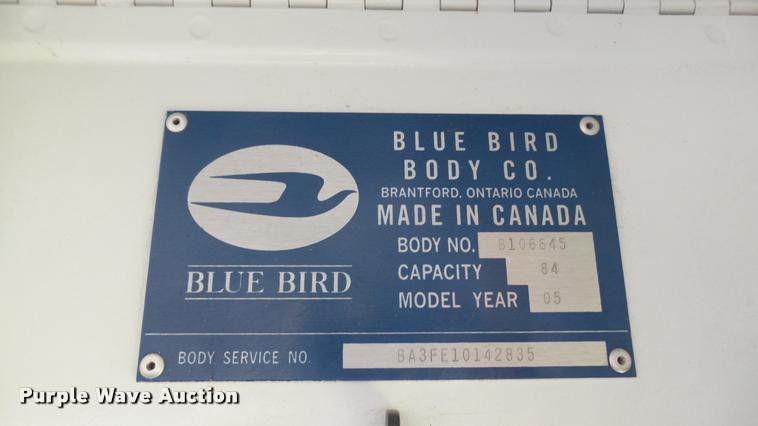 BLUE BIRD
BODY CO.
BRANTFORD, ONTARIO CANADA
MADE IN CANADA
BODY NO. B106645
CAPACITY 84
MODEL YEAR 05
BLUE BIRD
BODY SERVICE NO. BA3FE10142835
Purple Wave Auction